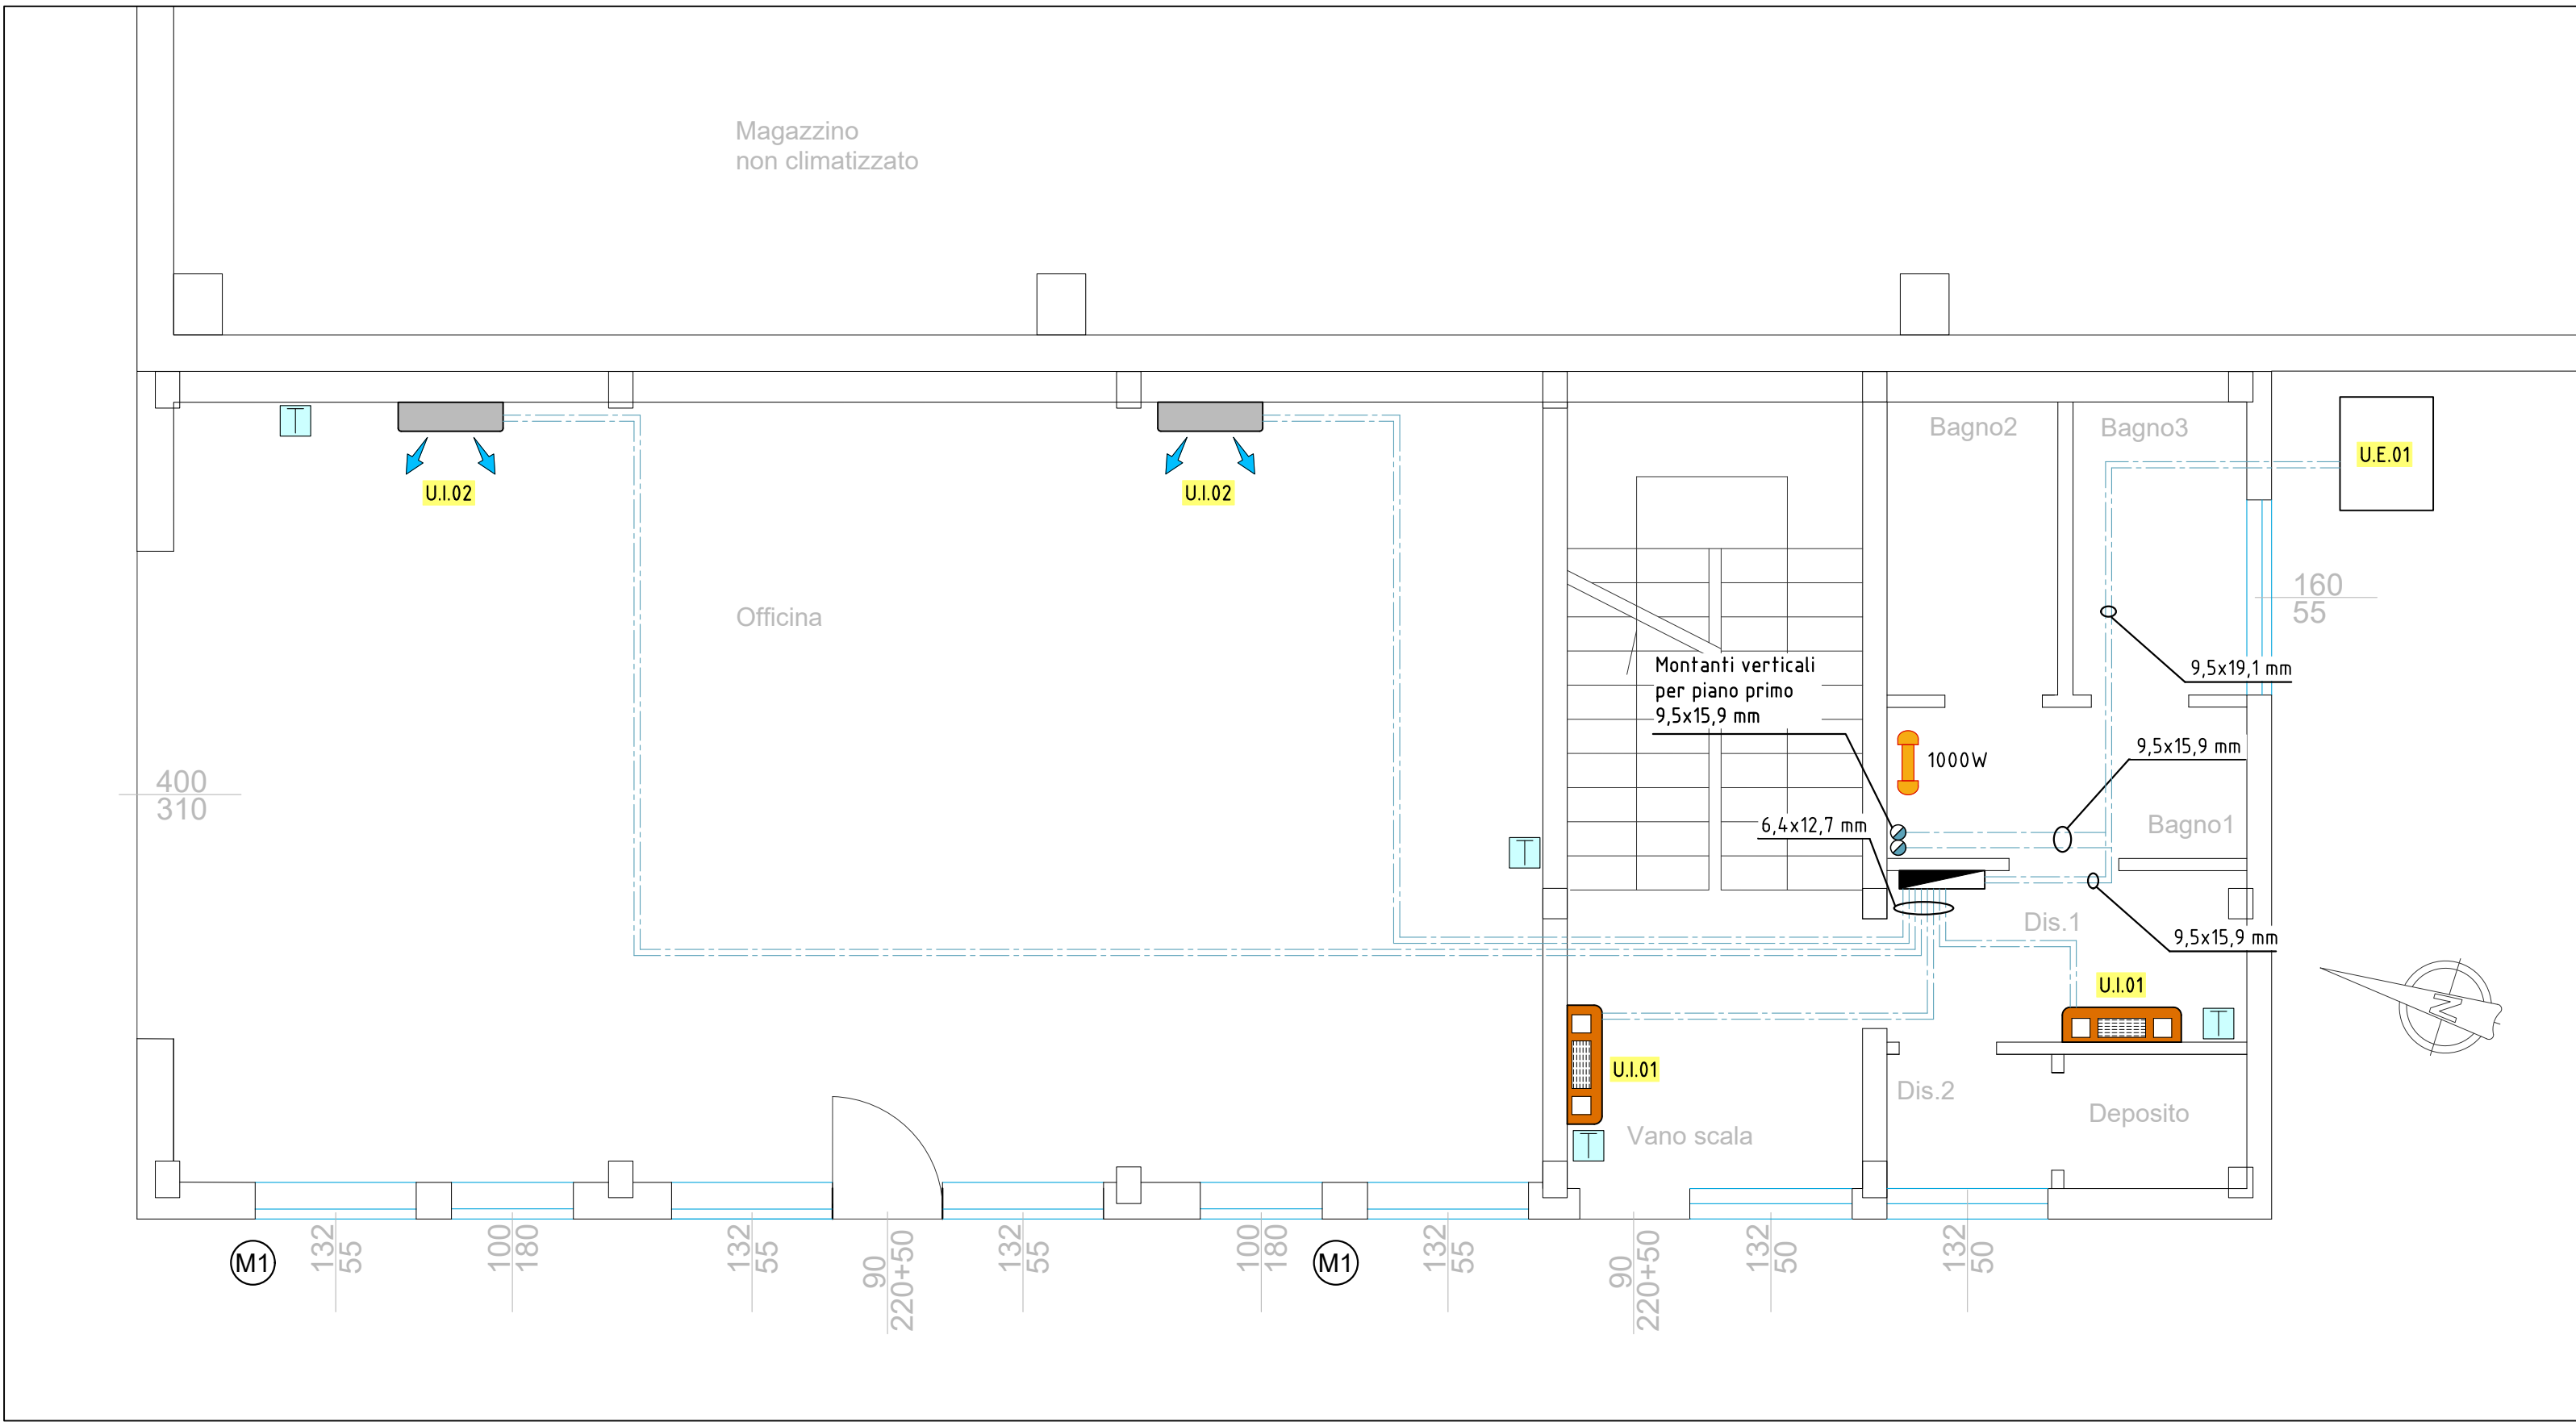 Magazzino
non climatizzato
T
U.I.02
U.I.02
Bagno2
Bagno3
U.E.01
160
55
Officina
Montanti verticali
per piano primo
9,5x15,9 mm
9,5x19,1 mm
9,5x15,9 mm
1000W
400
310
6,4x12,7 mm
T
Bagno1
Dis.1
9,5x15,9 mm
U.I.01
T
N
U.I.01
Dis.2
Deposito
Vano scala
T
M1
132
55
100
180
132
55
90
220+50
132
55
100
180
M1
132
55
90
220+50
132
50
132
50